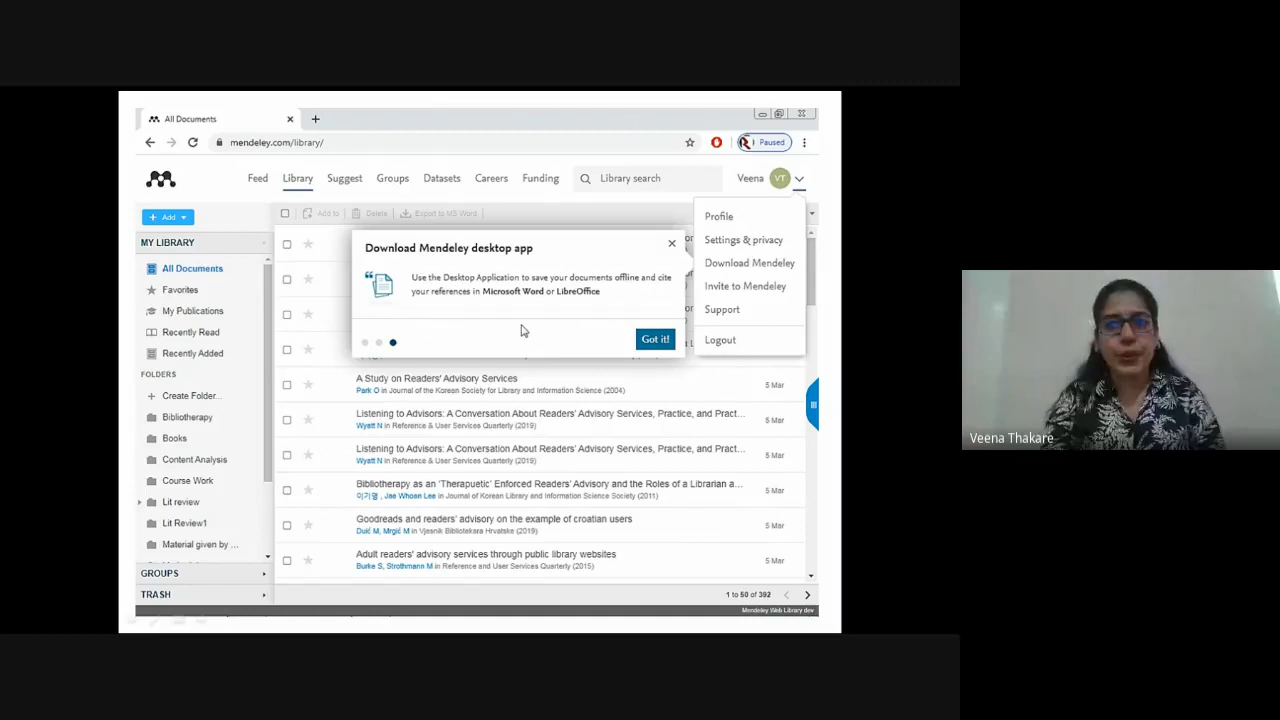 All Documents
mendeley.com/library/
Paused
Feed Library Suggest Groups Datasets Careers Funding Library search Veena VT
Add
Add to Delete Export to MS Word
MY LIBRARY
All Documents
Favorites
My Publications
Recently Read
Recently Added
FOLDERS
Create Folder...
Bibliotherapy
Books
Content Analysis
Course Work
Lit review
Lit Review1
Material given by ...
GROUPS
TRASH
Download Mendeley desktop app
Use the Desktop Application to save your documents offline and cite
your references in Microsoft Word or LibreOffice
Got it!
Profile
Settings & privacy
Download Mendeley
Invite to Mendeley
Support
Logout
A Study on Readers' Advisory Services
Park O in Journal of the Korean Society for Library and Information Science (2004)
5 Mar
Listening to Advisors: A Conversation About Readers' Advisory Services, Practice, and Pract...
Wyatt N in Reference & User Services Quarterly (2019)
5 Mar
Listening to Advisors: A Conversation About Readers' Advisory Services, Practice, and Pract...
Wyatt N in Reference & User Services Quarterly (2019)
5 Mar
Bibliotherapy as an 'Therapuetic' Enforced Readers' Advisory and the Roles of a Librarian a...
이기영, Jae Whoan Lee in Journal of Korean Library and Information Science Society (2011)
5 Mar
Goodreads and readers' advisory on the example of croatian users
Duić M, Mrgić M in Vjesnik Bibliotekara Hrvatske (2019)
5 Mar
Adult readers' advisory services through public library websites
Burke S, Strothmann M in Reference and User Services Quarterly (2015)
5 Mar
1 to 50 of 392
Mendeley Web Library dev
Veena Thakare